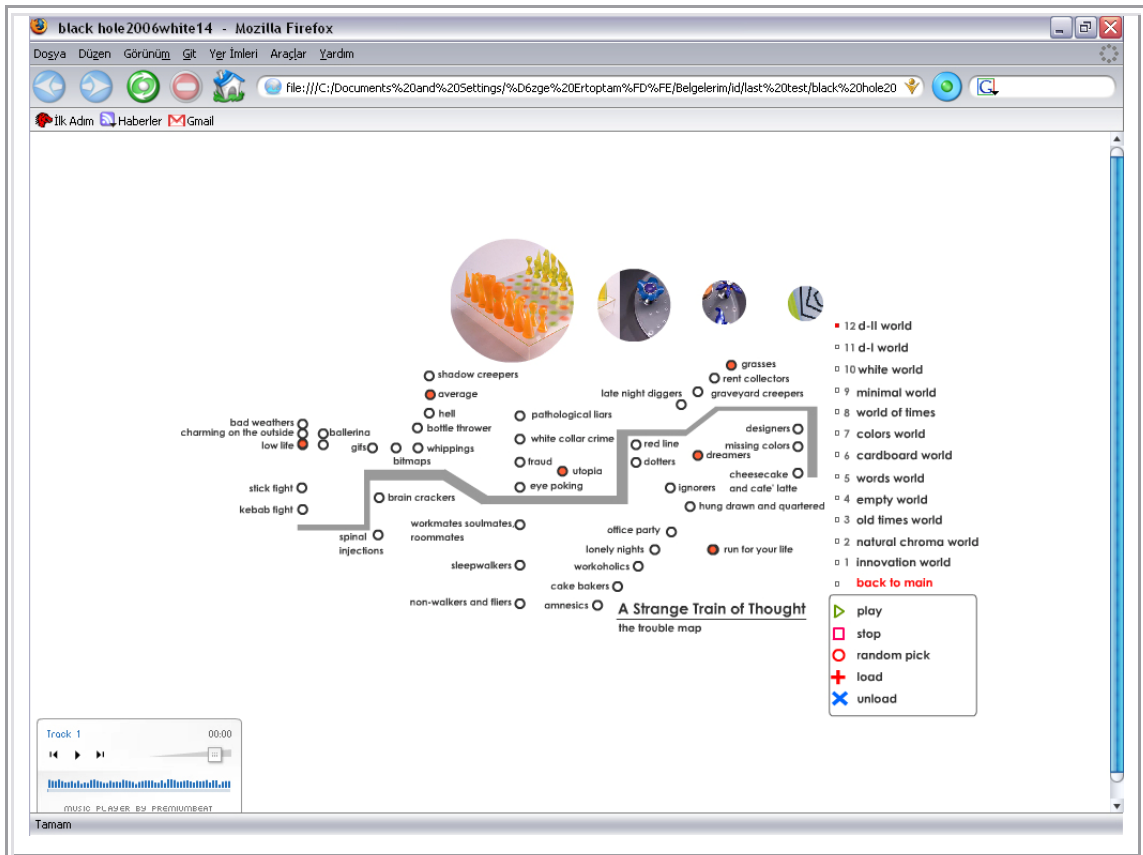 black hole2006white14 - Mozilla Firefox
Dosya Düzen Görünüm Git Yer İmleri Araçlar Yardım
file:///C:/Documents%20and%20Settings/%D6zge%20Ertoptam%FD%FE/Belgelerim/id/last%20test/black%20hole20
G
İlk Adım Haberler Gmail
12 d-II world
11 d-I world
10 white world
9 minimal world
8 world of times
7 colors world
6 cardboard world
5 words world
4 empty world
3 old times world
2 natural chroma world
1 innovation world
back to main
play
stop
random pick
load
unload
shadow creepers
average
hell
bottle thrower
whippings
bitmaps
gifs
ballerina
bad weathers
charming on the outside
low life
stick fight
kebab fight
spinal
injections
brain crackers
pathological liars
white collar crime
fraud
utopia
eye poking
workmates soulmates,
roommates
sleepwalkers
non-walkers and fliers
amnesics
cake bakers
workoholics
lonely nights
office party
late night diggers
grasses
rent collectors
graveyard creepers
red line
dotters
ignorers
dreamers
designers
missing colors
cheesecake
and cafe' latte
hung drawn and quartered
run for your life
A Strange Train of Thought
the trouble map
Track 1 00:00
MUSIC PLAYER BY PREMIUMBEAT
Tamam